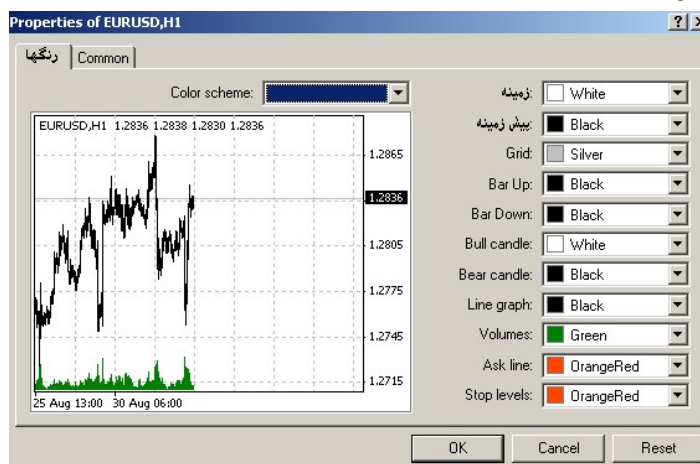 Properties of EURUSD,H1
رنگها Common
Color scheme:
EURUSD,H1 1.2836 1.2838 1.2830 1.2836
1.2865
1.2836
1.2805
1.2775
1.2745
1.2715
25 Aug 13:00 30 Aug 06:00
زمینه: White
پیش زمینه: Black
Grid: Silver
Bar Up: Black
Bar Down: Black
Bull candle: White
Bear candle: Black
Line graph: Black
Volumes: Green
Ask line: OrangeRed
Stop levels: OrangeRed
OK Cancel Reset